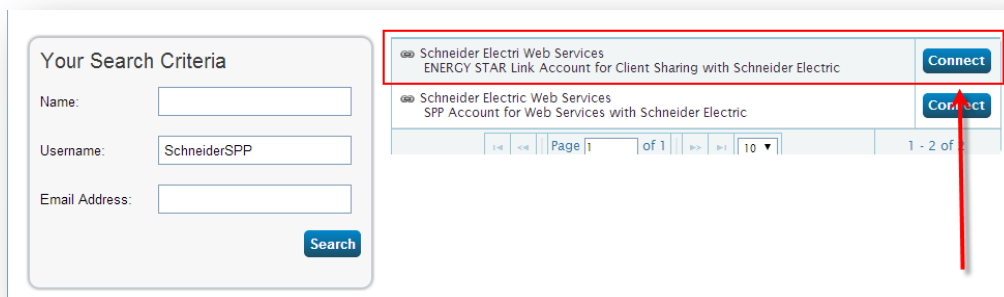 Your Search Criteria
Name:
Username: SchneiderSPP
Email Address:
Search
Schneider Electri Web Services
ENERGY STAR Link Account for Client Sharing with Schneider Electric
Connect
Schneider Electric Web Services
SPP Account for Web Services with Schneider Electric
Connect
Page 1 of 1 10 1 - 2 of 2